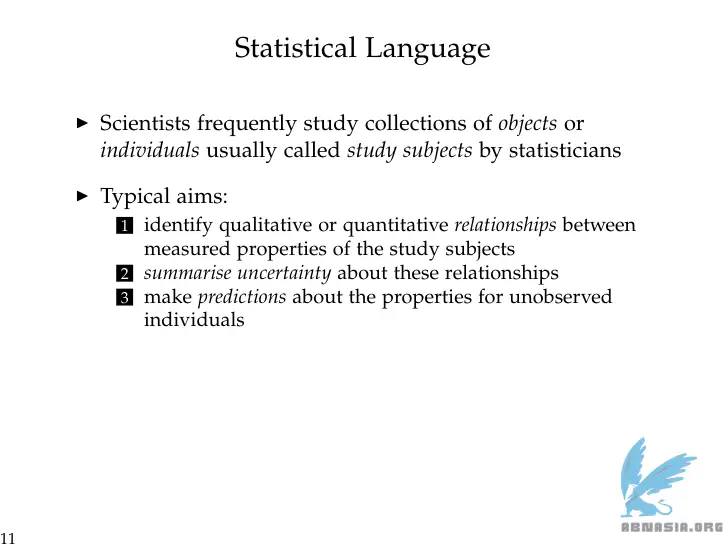 Statistical Language
▶ Scientists frequently study collections of objects or
individuals usually called study subjects by statisticians
▶ Typical aims:
1 identify qualitative or quantitative relationships between
measured properties of the study subjects
2 summarise uncertainty about these relationships
3 make predictions about the properties for unobserved
individuals
ABNASIA.ORG
11